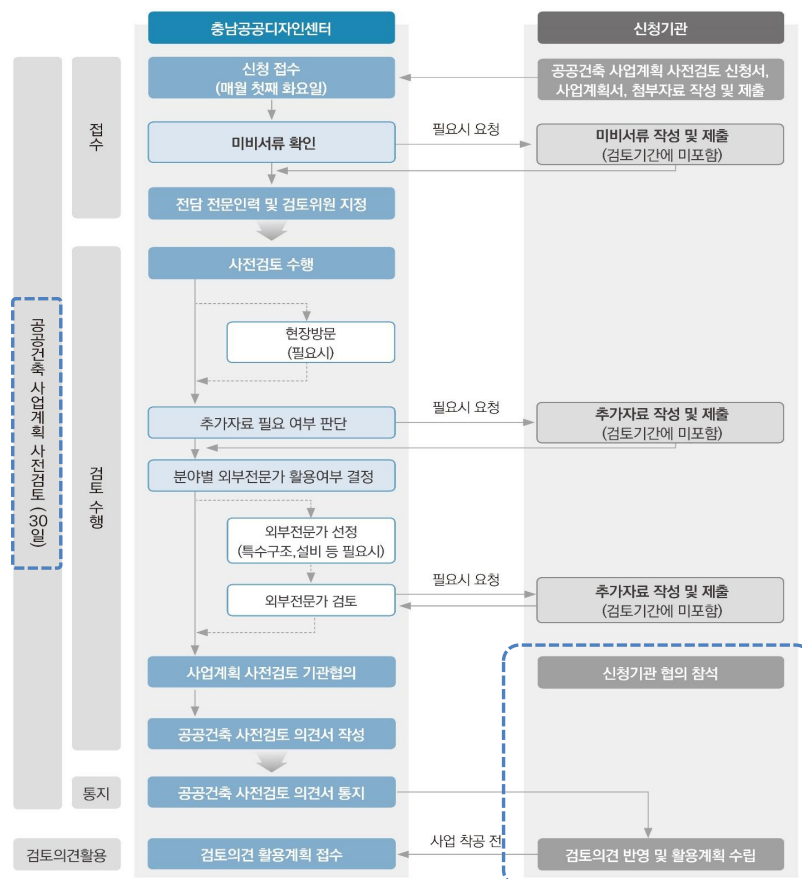 충남공공디자인센터
신청기관
신청 접수
(매월 첫째 화요일)
공공건축 사업계획 사전검토 신청서,
사업계획서, 첨부자료 작성 및 제출
접수
미비서류 확인
필요시 요청
미비서류 작성 및 제출
(검토기간에 미포함)
전담 전문인력 및 검토위원 지정
공공건축 사업계획 사전검토 (30일)
검토 수행
사전검토 수행
현장방문
(필요시)
추가자료 필요 여부 판단
필요시 요청
추가자료 작성 및 제출
(검토기간에 미포함)
분야별 외부전문가 활용여부 결정
외부전문가 선정
(특수구조,설비 등 필요시)
외부전문가 검토
필요시 요청
추가자료 작성 및 제출
(검토기간에 미포함)
사업계획 사전검토 기관협의
신청기관 협의 참석
공공건축 사전검토 의견서 작성
통지
공공건축 사전검토 의견서 통지
검토의견활용
검토의견 활용계획 접수
사업 착공 전
검토의견 반영 및 활용계획 수립